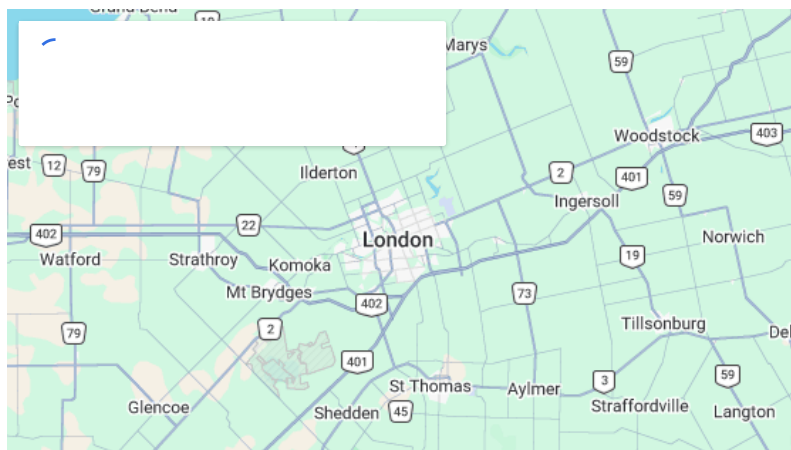 Grand Bend
Marys
59
403
Woodstock
est
12
79
Ilderton
2
401
59
Ingersoll
22
402
London
Norwich
Watford
Strathroy
Komoka
19
Mt Brydges
402
73
79
2
Tillsonburg
401
59
St Thomas
Aylmer
3
Glencoe
Shedden
45
Straffordville
Langton